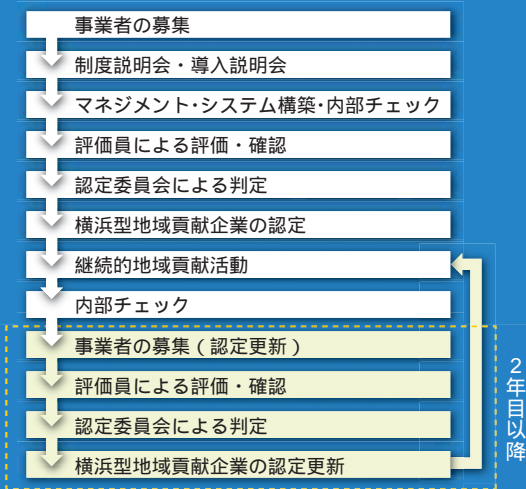 事業者の募集
制度説明会・導入説明会
マネジメント・システム構築・内部チェック
評価員による評価・確認
認定委員会による判定
横浜型地域貢献企業の認定
継続的地域貢献活動
内部チェック
事業者の募集(認定更新)
評価員による評価・確認
認定委員会による判定
横浜型地域貢献企業の認定更新
2年目以降